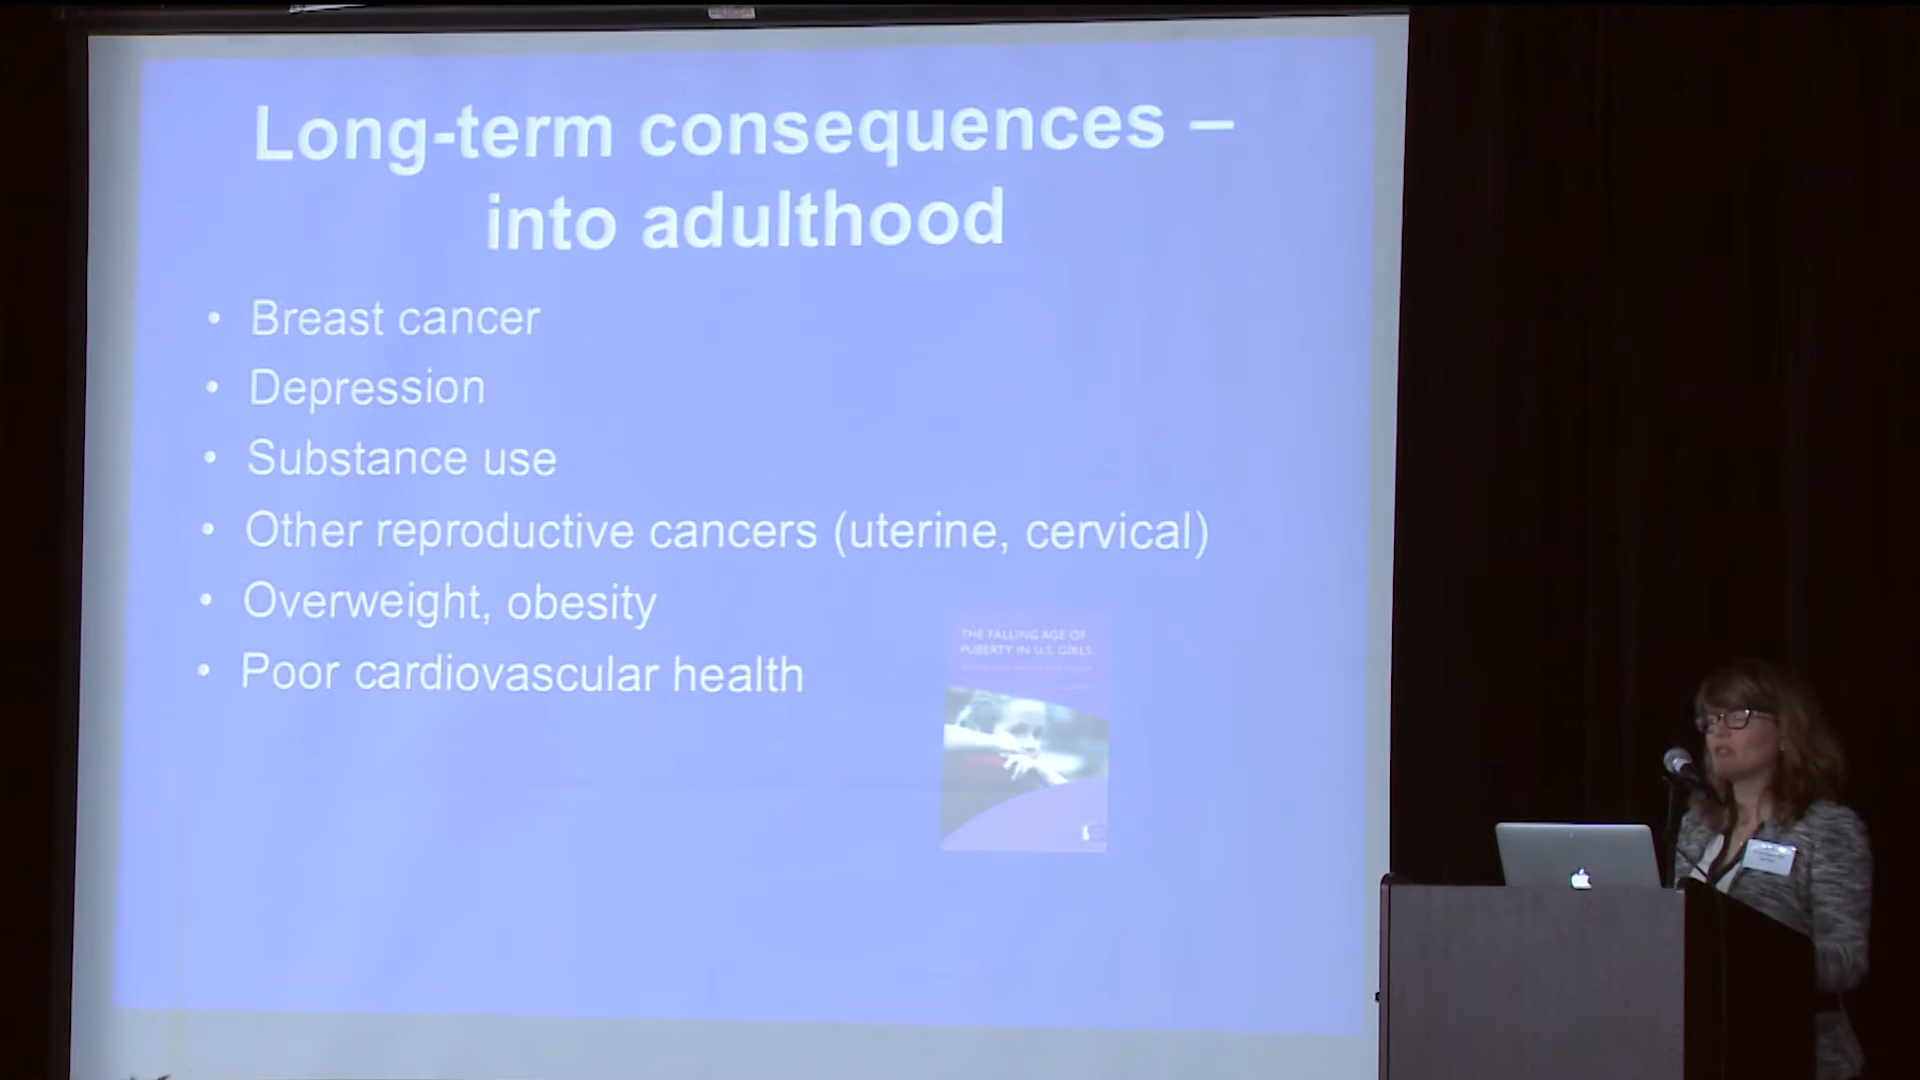 Long-term consequences –
into adulthood
• Breast cancer
• Depression
• Substance use
• Other reproductive cancers (uterine, cervical)
• Overweight, obesity
• Poor cardiovascular health
THE FALLING AGE OF
PUBERTY IN U.S. GIRLS: